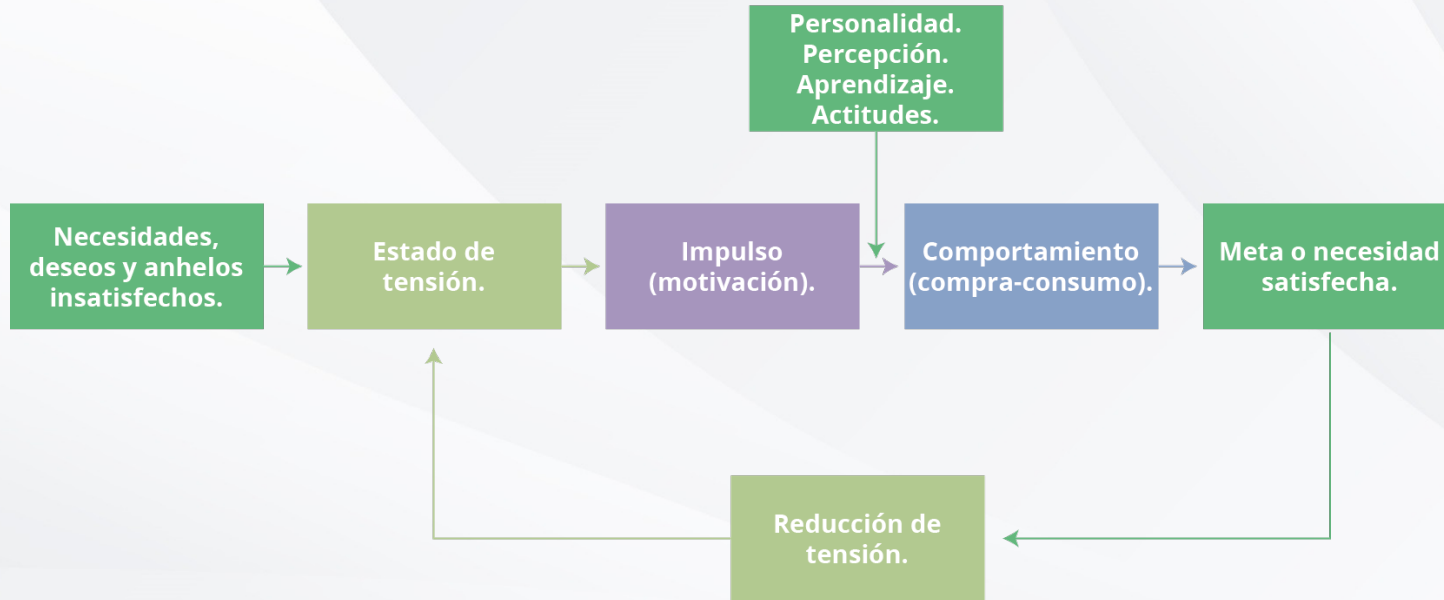 Personalidad.
Percepción.
Aprendizaje.
Actitudes.
Necesidades,
deseos y anhelos
insatisfechos.
Estado de
tensión.
Impulso
(motivación).
Comportamiento
(compra-consumo).
Meta o necesidad
satisfecha.
Reducción de
tensión.